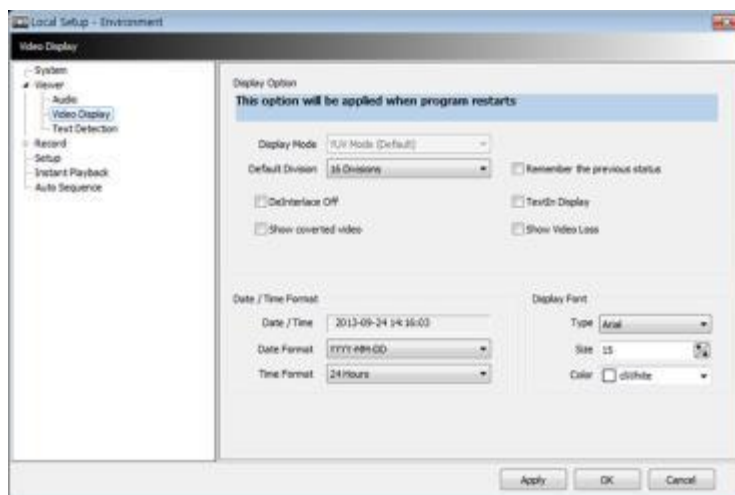 Local Setup - Environment
Video Display
System
Viewer
Audio
Video Display
Text Detection
Record
Setup
Instant Playback
Auto Sequence
Display Option
This option will be applied when program restarts
Display Mode YUV Mode (Default)
Default Division 16 Divisions Remember the previous status
DeInterlace Off TextIn Display
Show coverted video Show Video Loss
Date / Time Format Display Font
Date / Time 2013-09-24 14:16:03 Type Arial
Date Format YYYY-MM-DD Size 15
Time Format 24 Hours Color clWhite
Apply OK Cancel